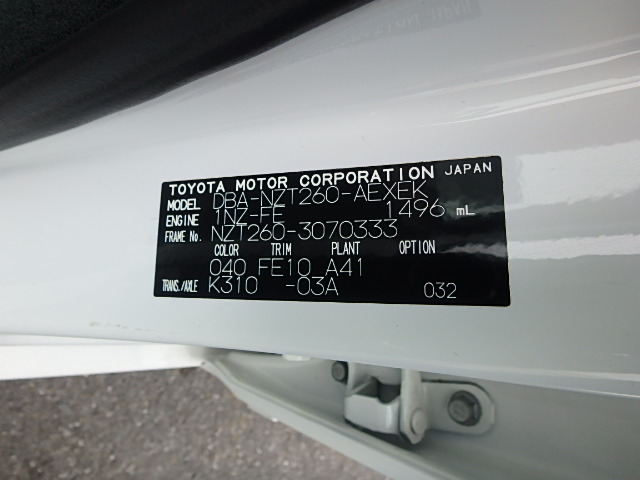 TOYOTA MOTOR CORPORATION JAPAN
MODEL DBA-NZT260-AEXEK
ENGINE 1NZ-FE 1496 mL
FRAME No. NZT260-3070333
COLOR TRIM PLANT OPTION
040 FE10 A41
TRANS./AXLE K310 -03A 032